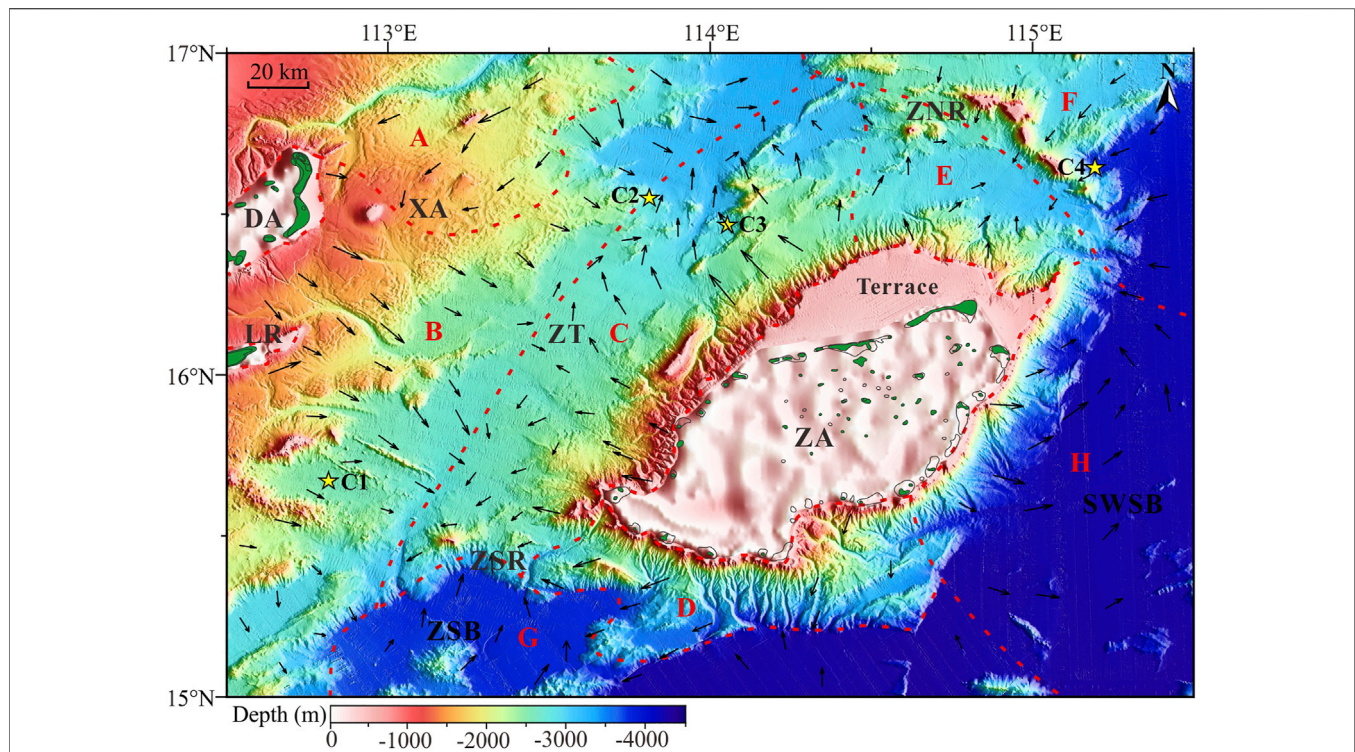 113°E 114°E 115°E
17°N
20 km
N
F
ZNR
A
C4
E
C2
DA
XA
C3
Terrace
LR
B
ZT
C
16°N
ZA
H
C1
SWSB
ZSR
D
ZSB
G
15°N
Depth (m)
0 -1000 -2000 -3000 -4000